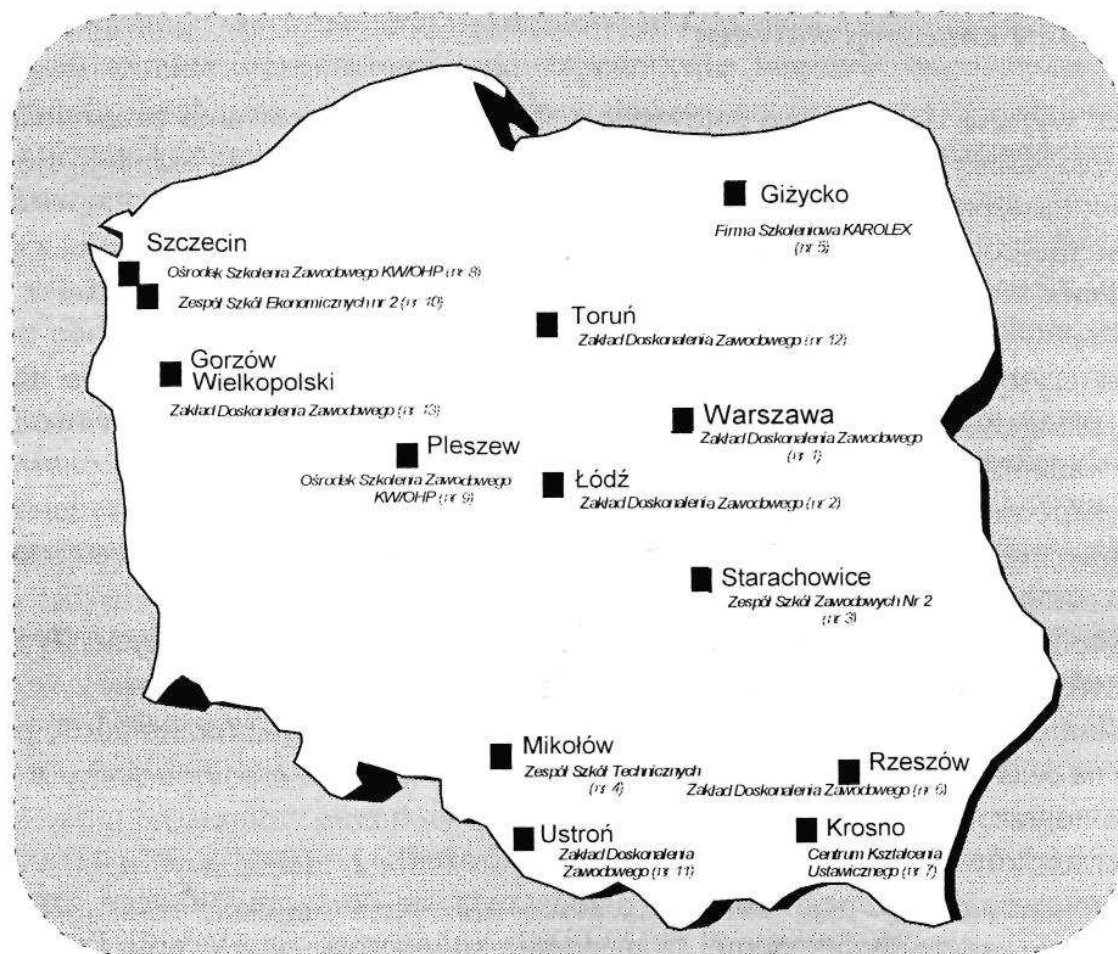 Giżycko
Firma Szkoleniowa KAROLEX
(nr 5)
Szczecin
Ośrodek Szkolenia Zawodowego KW/OHP (nr 8)
Zespół Szkół Ekonomicznych nr 2 (nr 10)
Toruń
Zakład Doskonalenia Zawodowego (nr 12)
Gorzów
Wielkopolski
Zakład Doskonalenia Zawodowego (nr 13)
Warszawa
Zakład Doskonalenia Zawodowego
(nr 1)
Pleszew
Ośrodek Szkolenia Zawodowego
KW/OHP (nr 9)
Łódź
Zakład Doskonalenia Zawodowego (nr 2)
Starachowice
Zespół Szkół Zawodowych Nr 2
(nr 3)
Mikołów
Zespół Szkół Technicznych
(nr 4)
Rzeszów
Zakład Doskonalenia Zawodowego (nr 6)
Ustroń
Zakład Doskonalenia
Zawodowego (nr 11)
Krosno
Centrum Kształcenia
Ustawicznego (nr 7)